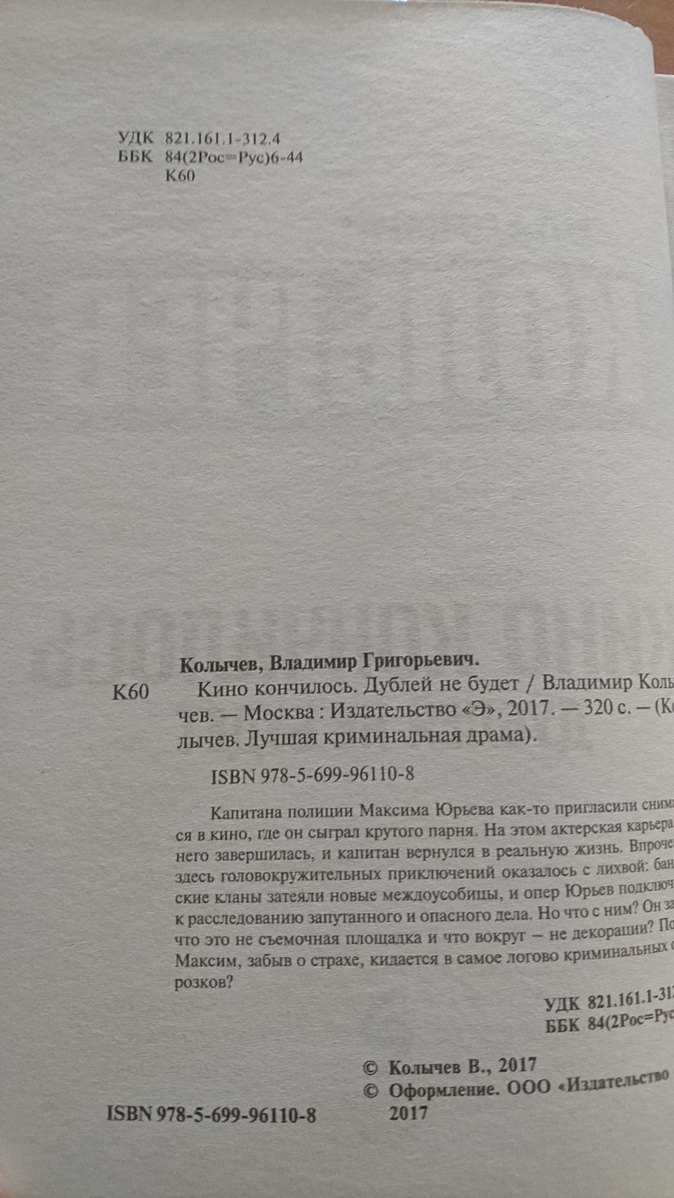 УДК 821.161.1-312.4
ББК 84(2Рос=Рус)6-44
К60
Колычев, Владимир Григорьевич.
К60 Кино кончилось. Дублей не будет / Владимир Колы
чев. — Москва : Издательство «Э», 2017. — 320 с. — (Ко
лычев. Лучшая криминальная драма).
ISBN 978-5-699-96110-8
Капитана полиции Максима Юрьева как-то пригласили снима
ся в кино, где он сыграл крутого парня. На этом актерская карьера
него завершилась, и капитан вернулся в реальную жизнь. Впроче
здесь головокружительных приключений оказалось с лихвой: бан
ские кланы затеяли новые междоусобицы, и опер Юрьев подключ
к расследованию запутанного и опасного дела. Но что с ним? Он за
что это не съемочная площадка и что вокруг — не декорации? По
Максим, забыв о страхе, кидается в самое логово криминальных о
розков?
УДК 821.161.1-312
ББК 84(2Рос=Рус
© Колычев В., 2017
© Оформление. ООО «Издательство
2017
ISBN 978-5-699-96110-8